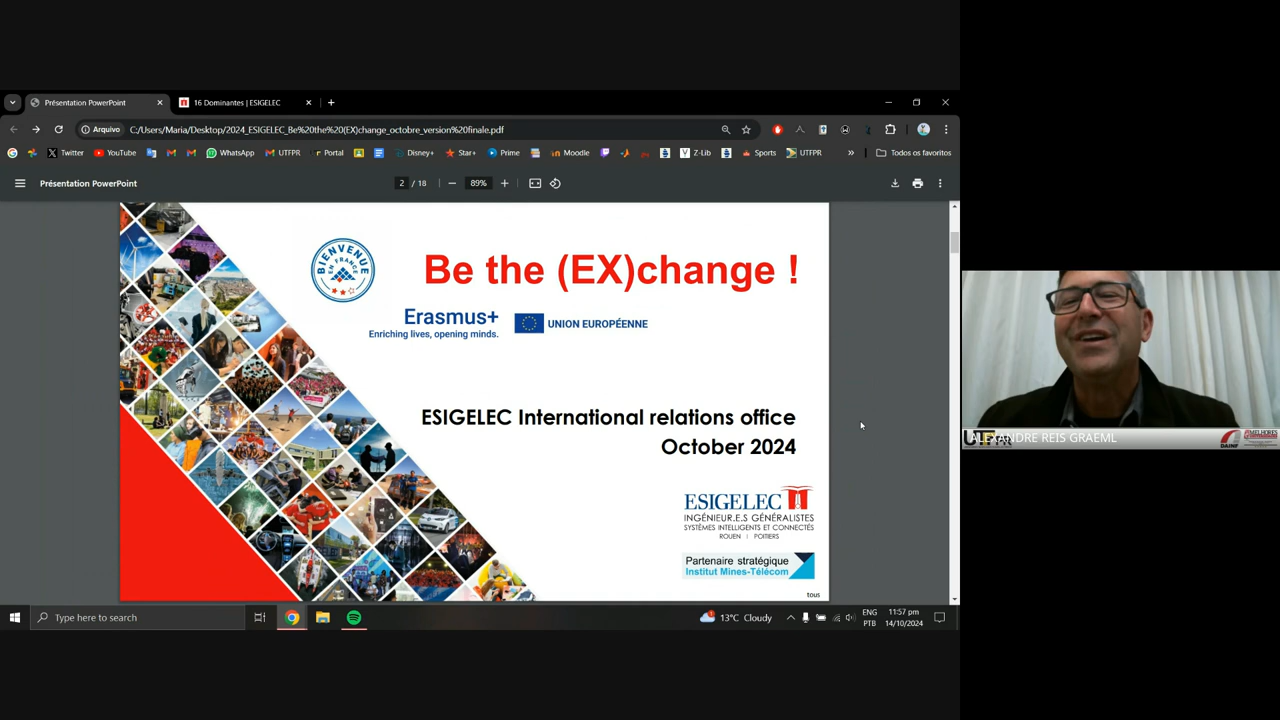 Présentation PowerPoint
16 Dominantes | ESIGELEC
Arquivo
C:/Users/Maria/Desktop/2024_ESIGELEC_Be%20the%20(EX)change_octobre_version%20finale.pdf
Twitter
YouTube
WhatsApp
UTFPR
Portal
Disney+
Star+
Prime
Moodle
Z-Lib
Sports
UTFPR
Todos os favoritos
Présentation PowerPoint
2 / 18
89%
BIENVENUE
EN FRANCE
Be the (EX)change !
Erasmus+
Enriching lives, opening minds.
UNION EUROPÉENNE
ESIGELEC International relations office
October 2024
ESIGELEC
INGÉNIEUR.E.S GÉNÉRALISTES
SYSTÈMES INTELLIGENTS ET CONNECTÉS
ROUEN | POITIERS
Partenaire stratégique
Institut Mines-Télécom
tous
ALEXANDRE REIS GRAEML
DAINF
MELHORES
Type here to search
13°C Cloudy
ENG
PTB
11:57 pm
14/10/2024